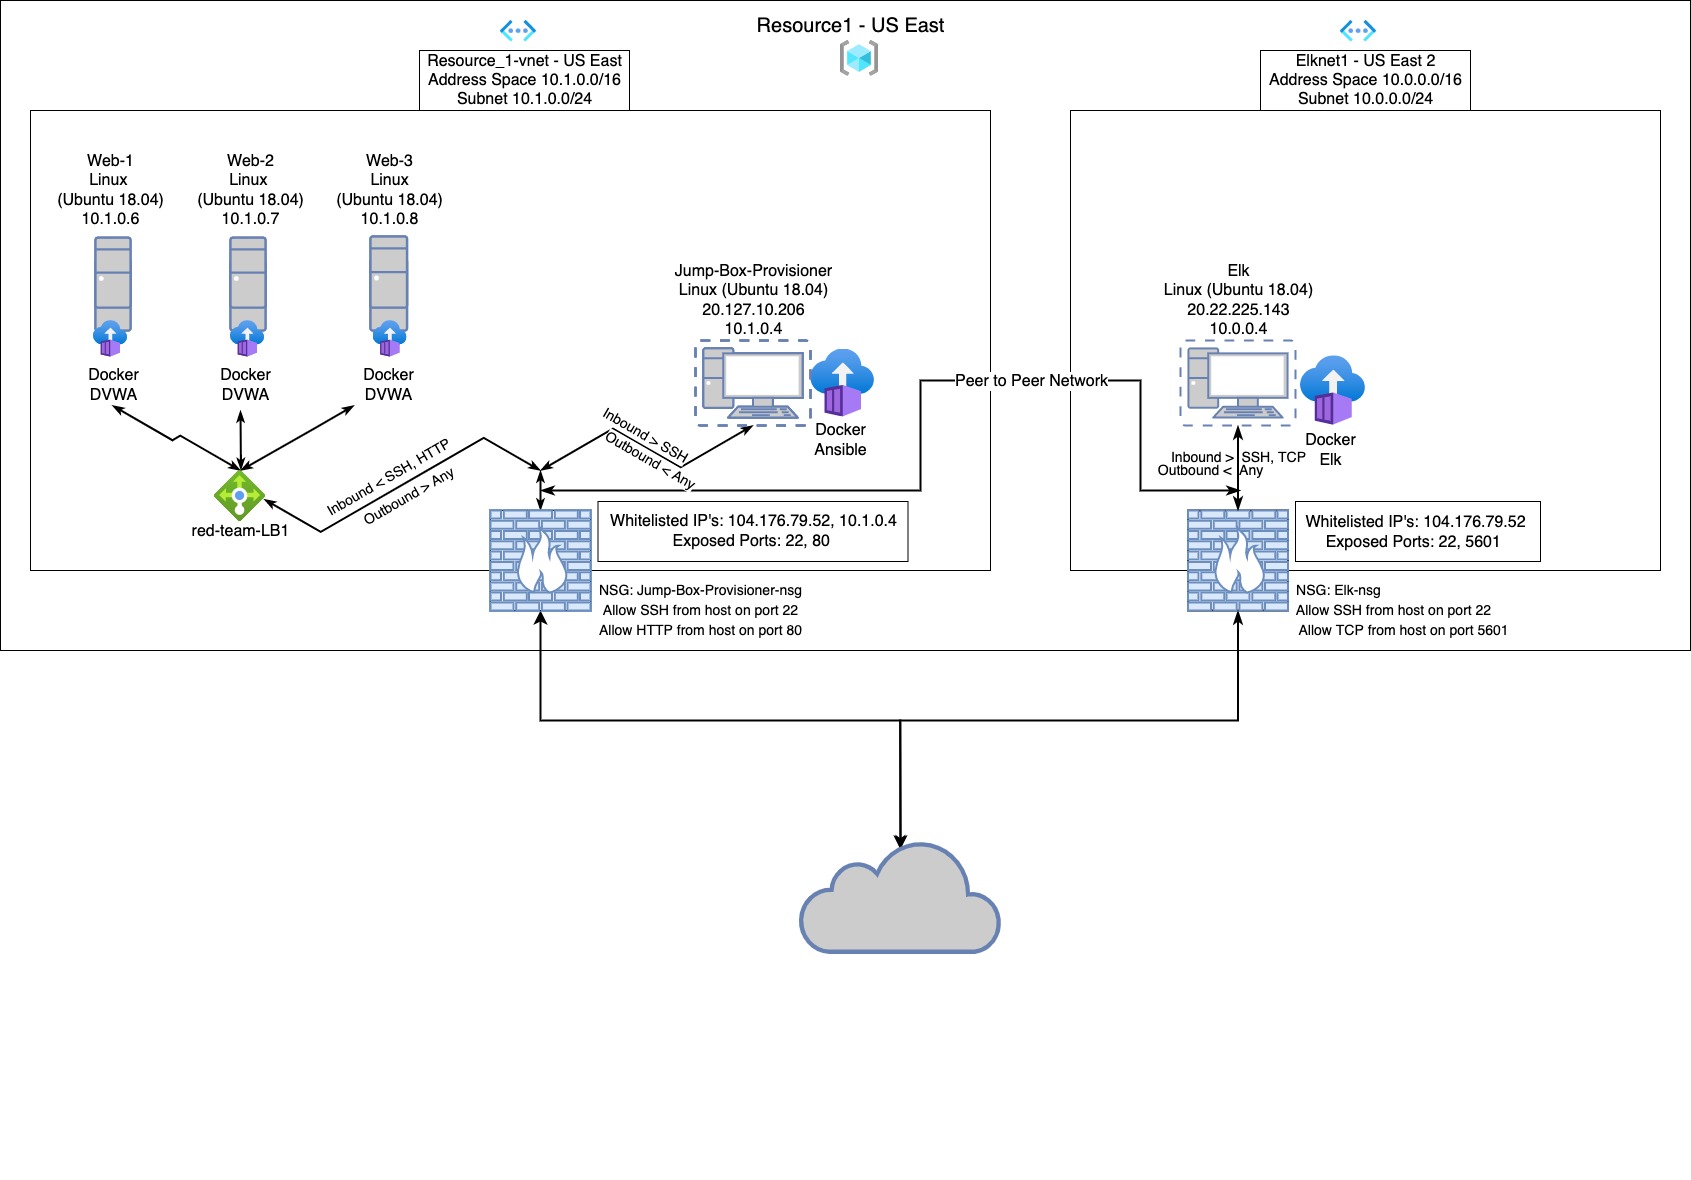 Resource1 - US East
Resource_1-vnet - US East
Address Space 10.1.0.0/16
Subnet 10.1.0.0/24
Elknet1 - US East 2
Address Space 10.0.0.0/16
Subnet 10.0.0.0/24
Web-1
Linux
(Ubuntu 18.04)
10.1.0.6
Web-2
Linux
(Ubuntu 18.04)
10.1.0.7
Web-3
Linux
(Ubuntu 18.04)
10.1.0.8
Docker
DVWA
Docker
DVWA
Docker
DVWA
Jump-Box-Provisioner
Linux (Ubuntu 18.04)
20.127.10.206
10.1.0.4
Docker
Ansible
Peer to Peer Network
Elk
Linux (Ubuntu 18.04)
20.22.225.143
10.0.0.4
Docker
Elk
Inbound < SSH, HTTP
Outbound > Any
Inbound > SSH
Outbound < Any
Inbound > SSH, TCP
Outbound < Any
red-team-LB1
Whitelisted IP's: 104.176.79.52, 10.1.0.4
Exposed Ports: 22, 80
Whitelisted IP's: 104.176.79.52
Exposed Ports: 22, 5601
NSG: Jump-Box-Provisioner-nsg
Allow SSH from host on port 22
Allow HTTP from host on port 80
NSG: Elk-nsg
Allow SSH from host on port 22
Allow TCP from host on port 5601